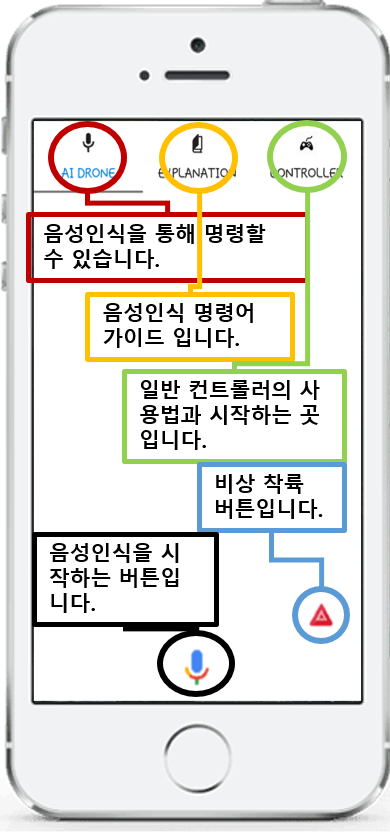 AI DRONE EXPLANATION CONTROLLER
음성인식을 통해 명령할
수 있습니다.
음성인식 명령어
가이드 입니다.
일반 컨트롤러의 사
용법과 시작하는 곳
입니다.
비상 착륙
버튼입니다.
음성인식을 시
작하는 버튼입
니다.